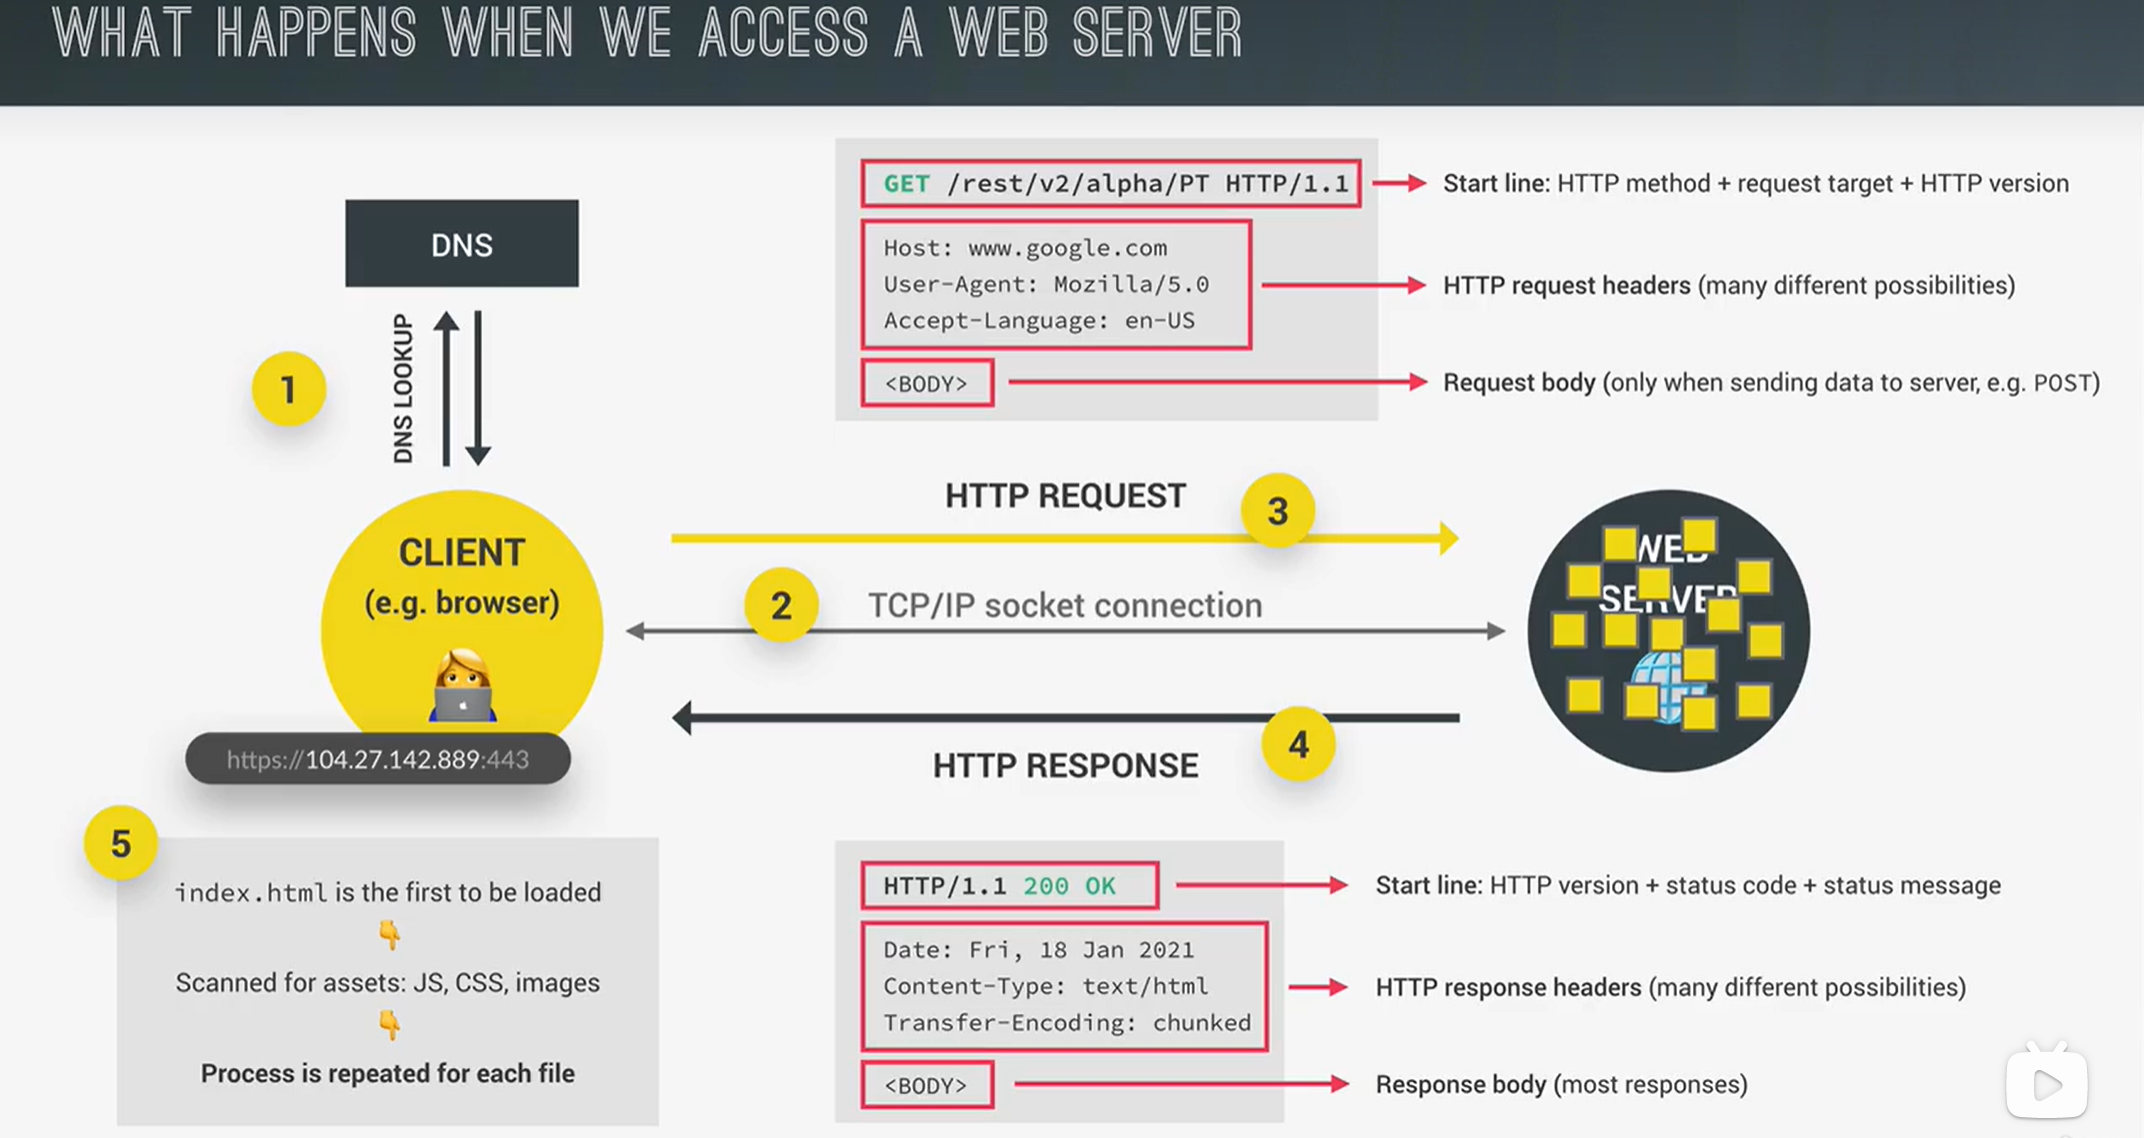 WHAT HAPPENS WHEN WE ACCESS A WEB SERVER
GET /rest/v2/alpha/PT HTTP/1.1
Start line: HTTP method + request target + HTTP version
Host: www.google.com
User-Agent: Mozilla/5.0
Accept-Language: en-US
HTTP request headers (many different possibilities)
<BODY>
Request body (only when sending data to server, e.g. POST)
DNS
1
DNS LOOKUP
HTTP REQUEST
3
CLIENT
(e.g. browser)
2
TCP/IP socket connection
WEB
SERVER
https://104.27.142.889:443
4
HTTP RESPONSE
5
index.html is the first to be loaded
Scanned for assets: JS, CSS, images
Process is repeated for each file
HTTP/1.1 200 OK
Start line: HTTP version + status code + status message
Date: Fri, 18 Jan 2021
Content-Type: text/html
Transfer-Encoding: chunked
HTTP response headers (many different possibilities)
<BODY>
Response body (most responses)